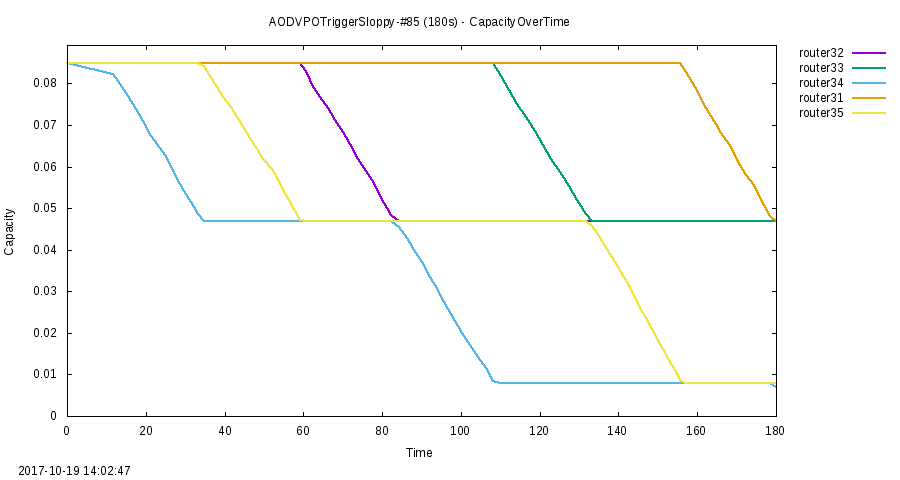 AODVPOTriggerSloppy-#85 (180s) - CapacityOverTime
router32
router33
router34
router31
router35
0.08
0.07
0.06
0.05
0.04
0.03
0.02
0.01
0
Capacity
0 20 40 60 80 100 120 140 160 180
Time
2017-10-19 14:02:47